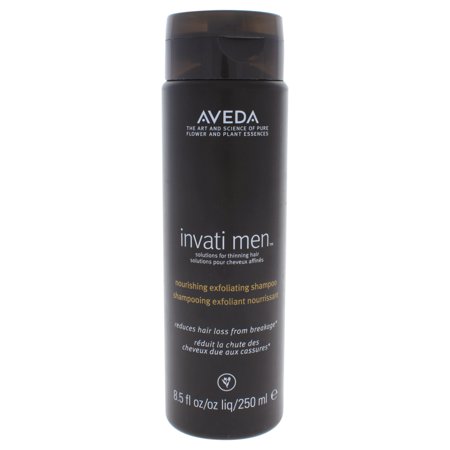 AVEDA
THE ART AND SCIENCE OF PURE
FLOWER AND PLANT ESSENCES
invati men™
solutions for thinning hair
solutions pour cheveux affinés
nourishing exfoliating shampoo
shampooing exfoliant nourrissant
reduces hair loss from breakage*
réduit la chute des
cheveux due aux cassures*
8.5 fl oz/oz liq/250 ml ℮